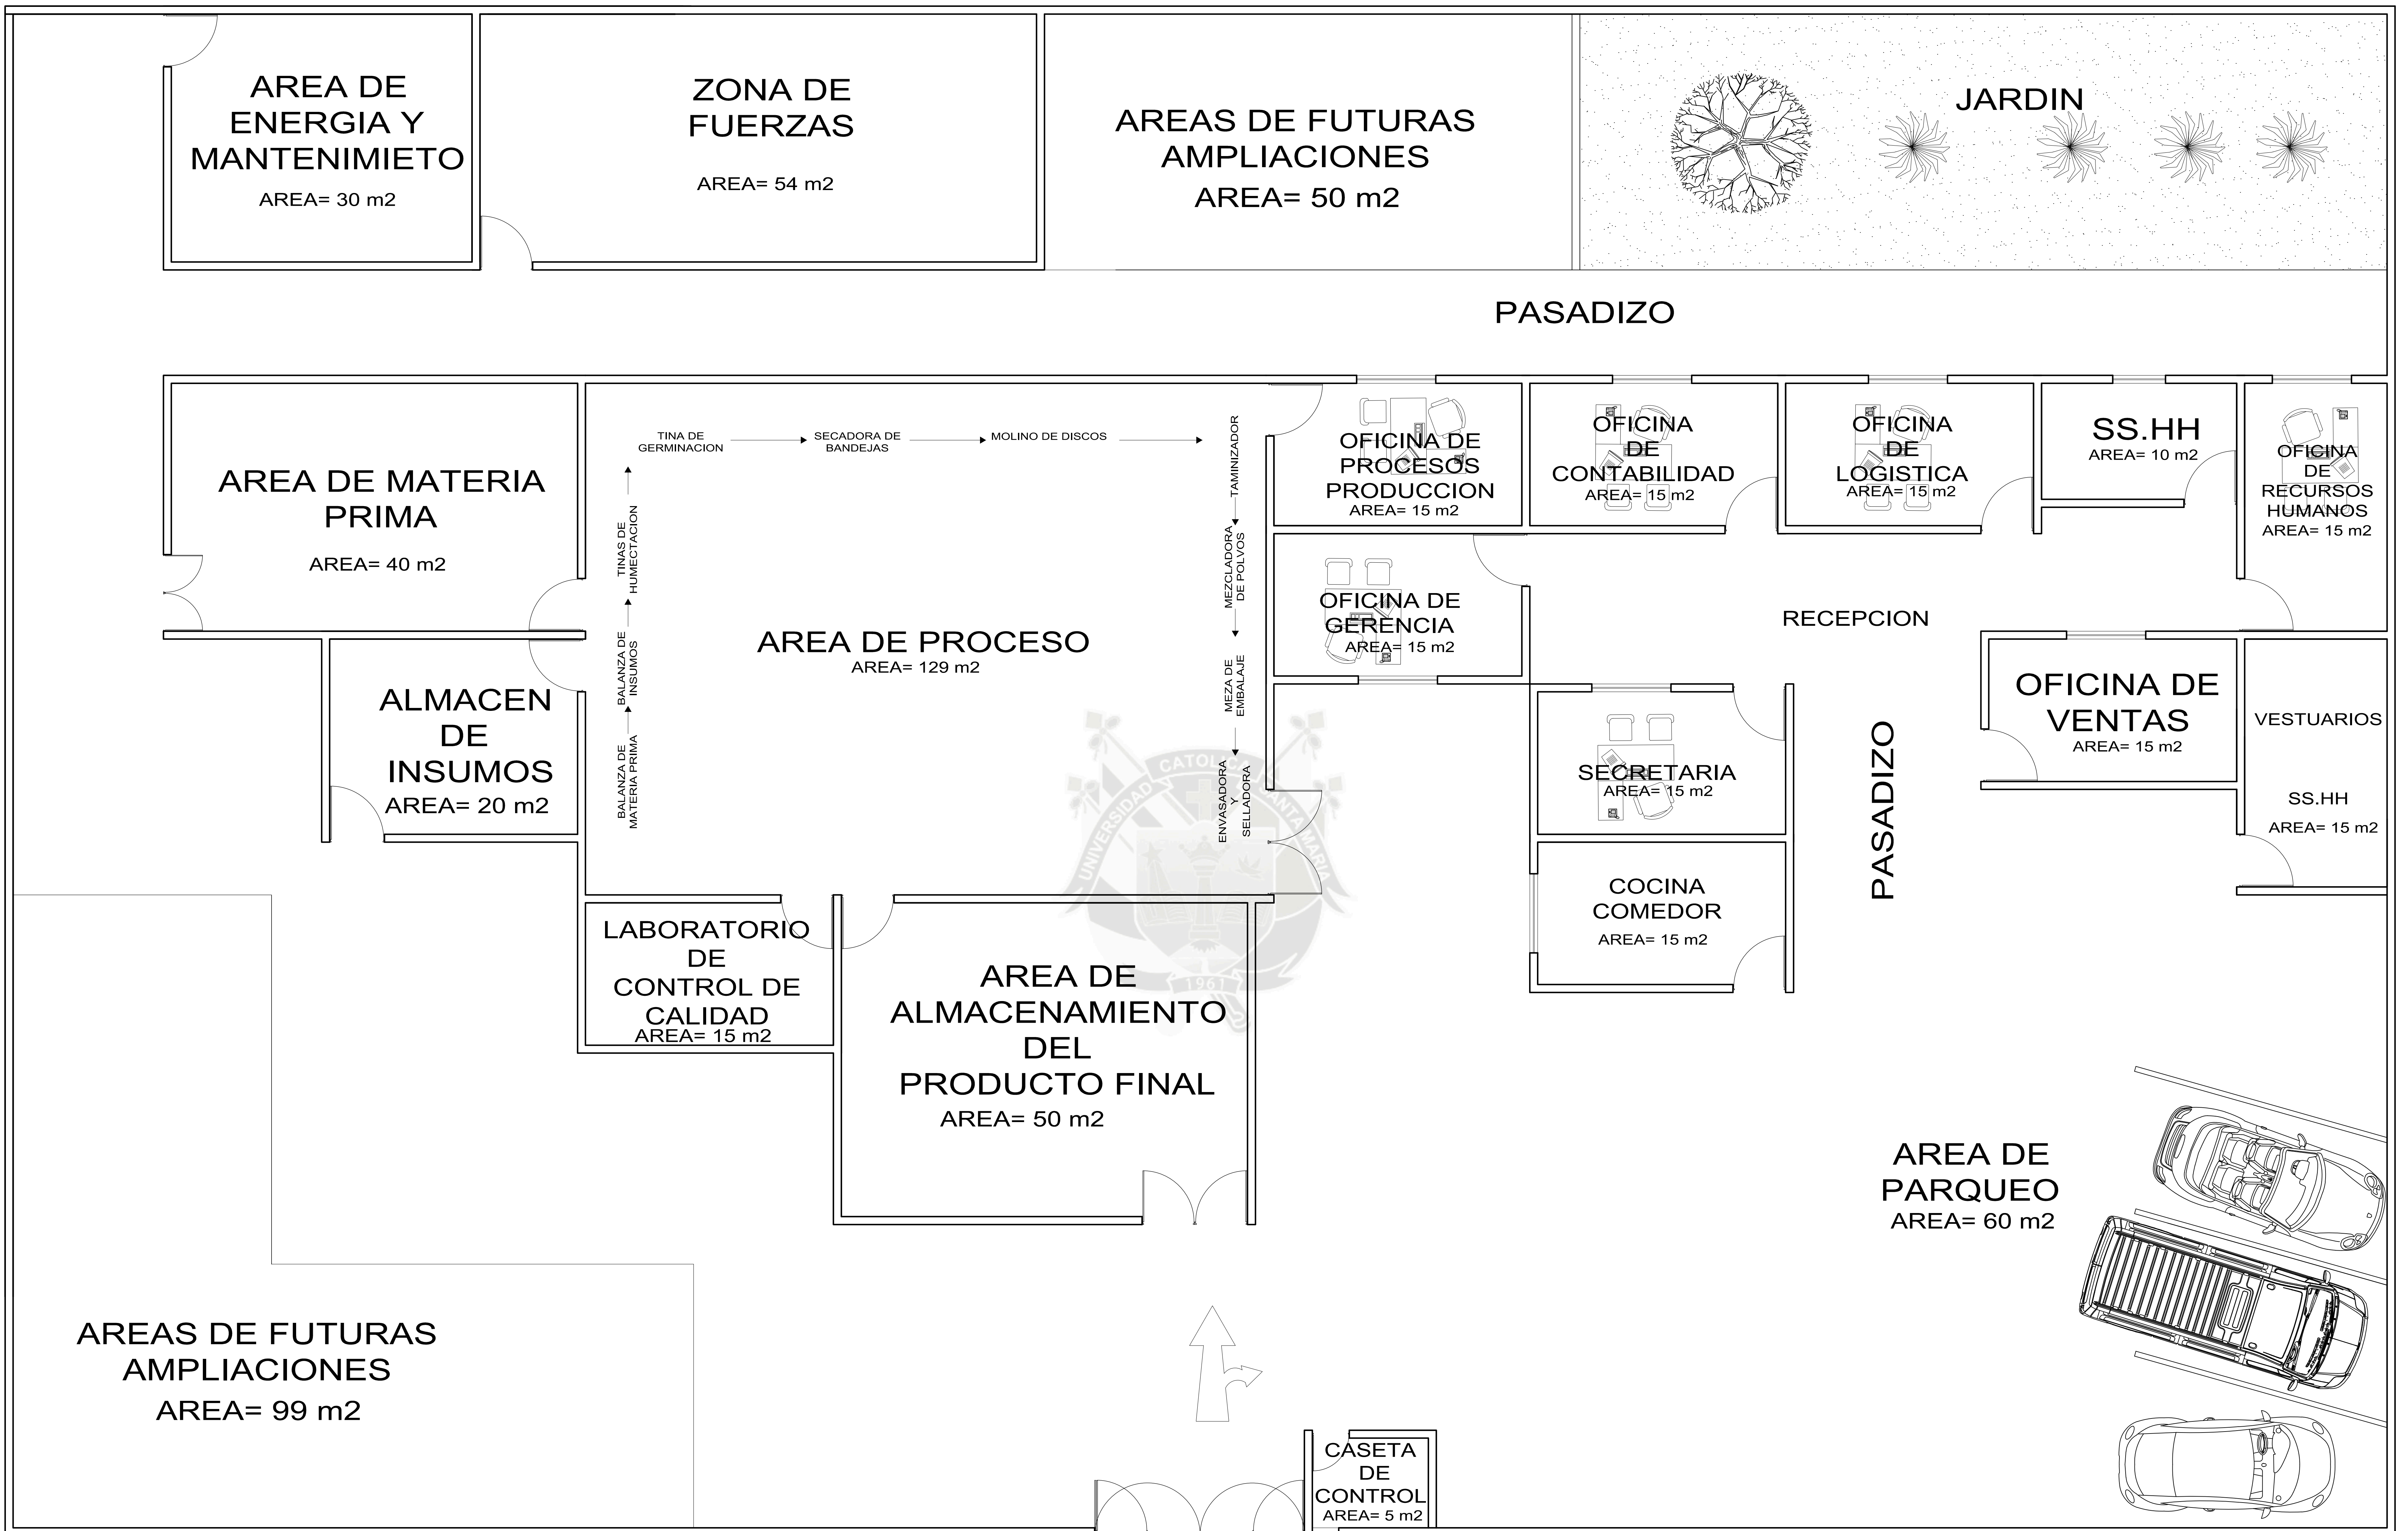 AREA DE
ENERGIA Y
MANTENIMIETO
AREA= 30 m2
ZONA DE
FUERZAS
AREA= 54 m2
AREAS DE FUTURAS
AMPLIACIONES
AREA= 50 m2
JARDIN
PASADIZO
AREA DE MATERIA
PRIMA
AREA= 40 m2
TINA DE
GERMINACION
SECADORA DE
BANDEJAS
MOLINO DE DISCOS
TAMINIZADOR
MEZCLADORA
DE POLVOS
MEZA DE
EMBALAJE
ENVASADORA
Y
SELLADORA
TINAS DE
HUMECTACION
BALANZA DE
INSUMOS
BALANZA DE
MATERIA PRIMA
AREA DE PROCESO
AREA= 129 m2
OFICINA DE
PROCESOS
PRODUCCION
AREA= 15 m2
OFICINA
DE
CONTABILIDAD
AREA= 15 m2
OFICINA
DE
LOGISTICA
AREA= 15 m2
SS.HH
AREA= 10 m2
OFICINA
DE
RECURSOS
HUMANOS
AREA= 15 m2
OFICINA DE
GERENCIA
AREA= 15 m2
RECEPCION
ALMACEN
DE
INSUMOS
AREA= 20 m2
OFICINA DE
VENTAS
AREA= 15 m2
VESTUARIOS
SS.HH
AREA= 15 m2
SECRETARIA
AREA= 15 m2
PASADIZO
COCINA
COMEDOR
AREA= 15 m2
UNIVERSIDAD CATOLICA SANTA MARIA
1961
LABORATORIO
DE
CONTROL DE
CALIDAD
AREA= 15 m2
AREA DE
ALMACENAMIENTO
DEL
PRODUCTO FINAL
AREA= 50 m2
AREA DE
PARQUEO
AREA= 60 m2
AREAS DE FUTURAS
AMPLIACIONES
AREA= 99 m2
CASETA
DE
CONTROL
AREA= 5 m2